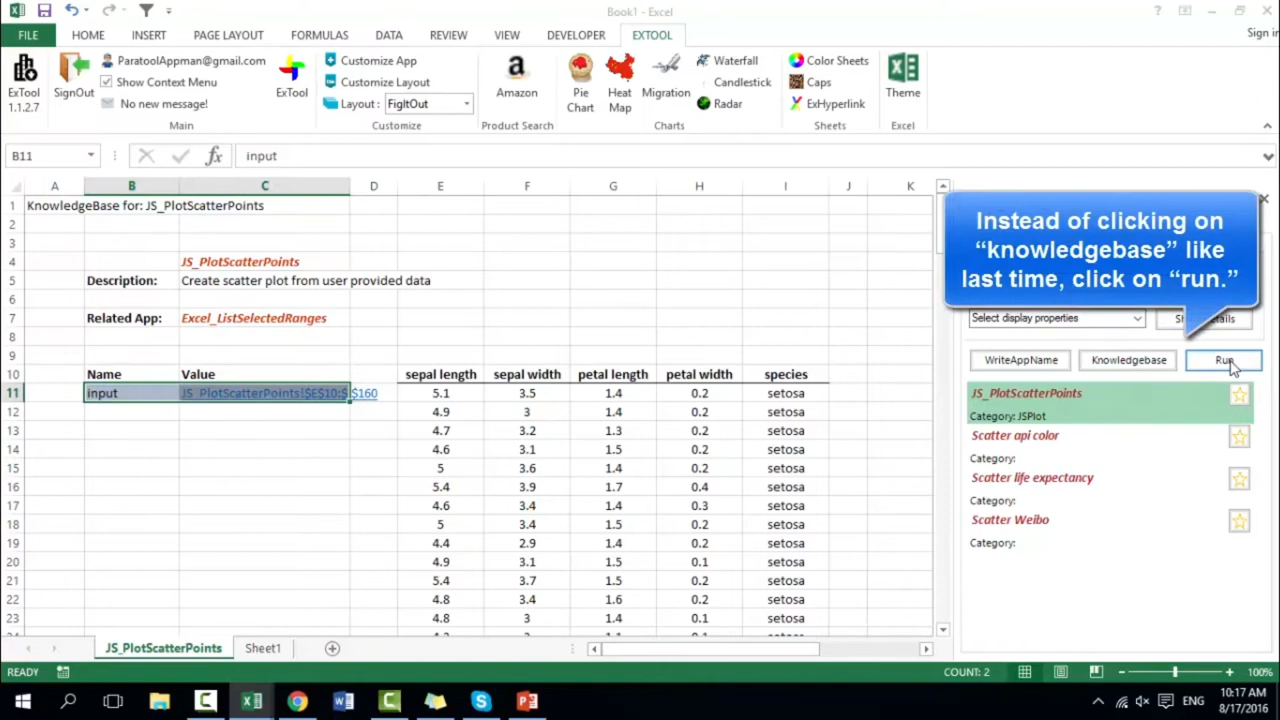 Book1 - Excel
?
FILE HOME INSERT PAGE LAYOUT FORMULAS DATA REVIEW VIEW DEVELOPER EXTOOL
Sign in
ExTool
1.1.2.7
SignOut
ParatoolAppman@gmail.com
Show Context Menu
No new message!
Main
ExTool
Customize App
Customize Layout
Layout : FigItOut
Customize
Amazon
Product Search
Pie
Chart
Heat
Map
Migration
Waterfall
Candlestick
Radar
Charts
Color Sheets
Caps
ExHyperlink
Sheets
Theme
Excel
B11 fx input
A B C D E F G H I J K
1 KnowledgeBase for: JS_PlotScatterPoints
2
3
4 JS_PlotScatterPoints
5 Description: Create scatter plot from user provided data
6
7 Related App: Excel_ListSelectedRanges
8
9
10 Name Value sepal length sepal width petal length petal width species
11 input JS_PlotScatterPoints!$E$10:$I$160 5.1 3.5 1.4 0.2 setosa
12 4.9 3 1.4 0.2 setosa
13 4.7 3.2 1.3 0.2 setosa
14 4.6 3.1 1.5 0.2 setosa
15 5 3.6 1.4 0.2 setosa
16 5.4 3.9 1.7 0.4 setosa
17 4.6 3.4 1.4 0.3 setosa
18 5 3.4 1.5 0.2 setosa
19 4.4 2.9 1.4 0.2 setosa
20 4.9 3.1 1.5 0.1 setosa
21 5.4 3.7 1.5 0.2 setosa
22 4.8 3.4 1.6 0.2 setosa
23 4.8 3 1.4 0.1 setosa
Instead of clicking on
“knowledgebase” like
last time, click on “run.”
Select display properties
WriteAppName Knowledgebase Run
JS_PlotScatterPoints
Category: JSPlot
Scatter api color
Category:
Scatter life expectancy
Category:
Scatter Weibo
Category:
JS_PlotScatterPoints Sheet1
READY COUNT: 2 100%
ENG
10:17 AM
8/17/2016